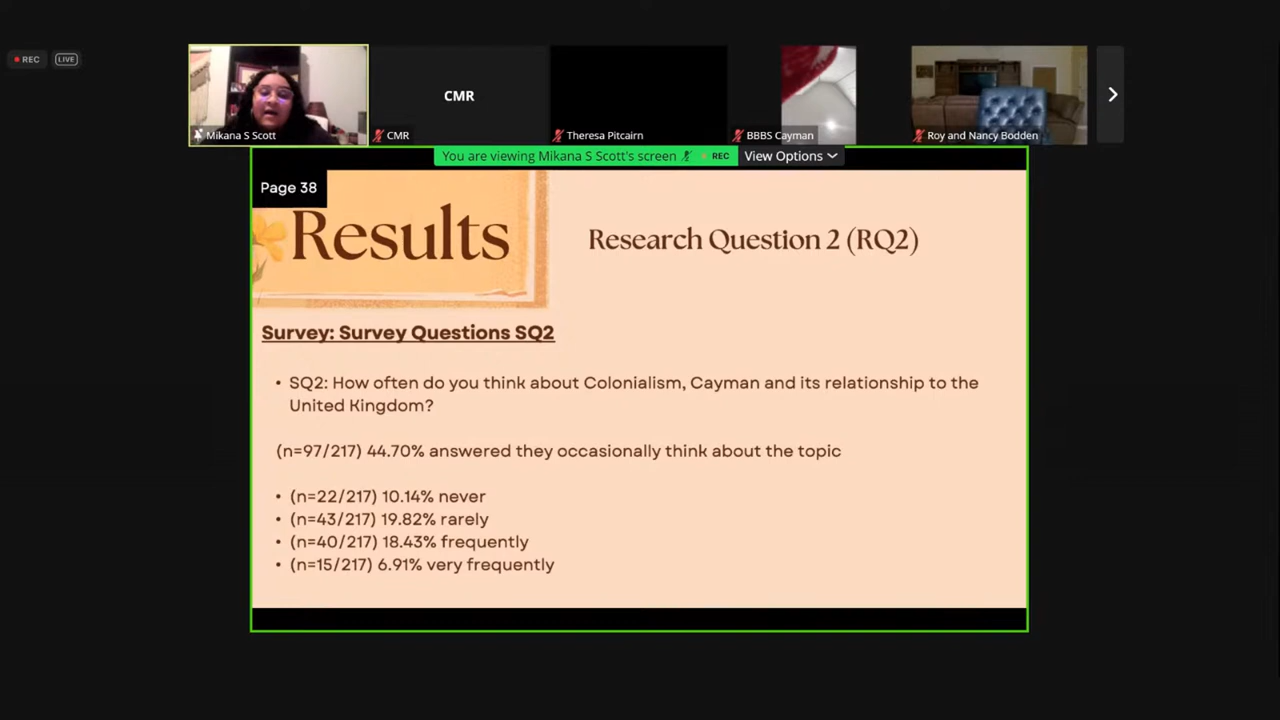 REC
LIVE
CMR
Mikana S Scott
CMR
Theresa Pitcairn
BBBS Cayman
Roy and Nancy Bodden
You are viewing Mikana S Scott's screen
REC
View Options
Page 38
Results
Research Question 2 (RQ2)
Survey: Survey Questions SQ2
• SQ2: How often do you think about Colonialism, Cayman and its relationship to the
United Kingdom?
(n=97/217) 44.70% answered they occasionally think about the topic
• (n=22/217) 10.14% never
• (n=43/217) 19.82% rarely
• (n=40/217) 18.43% frequently
• (n=15/217) 6.91% very frequently